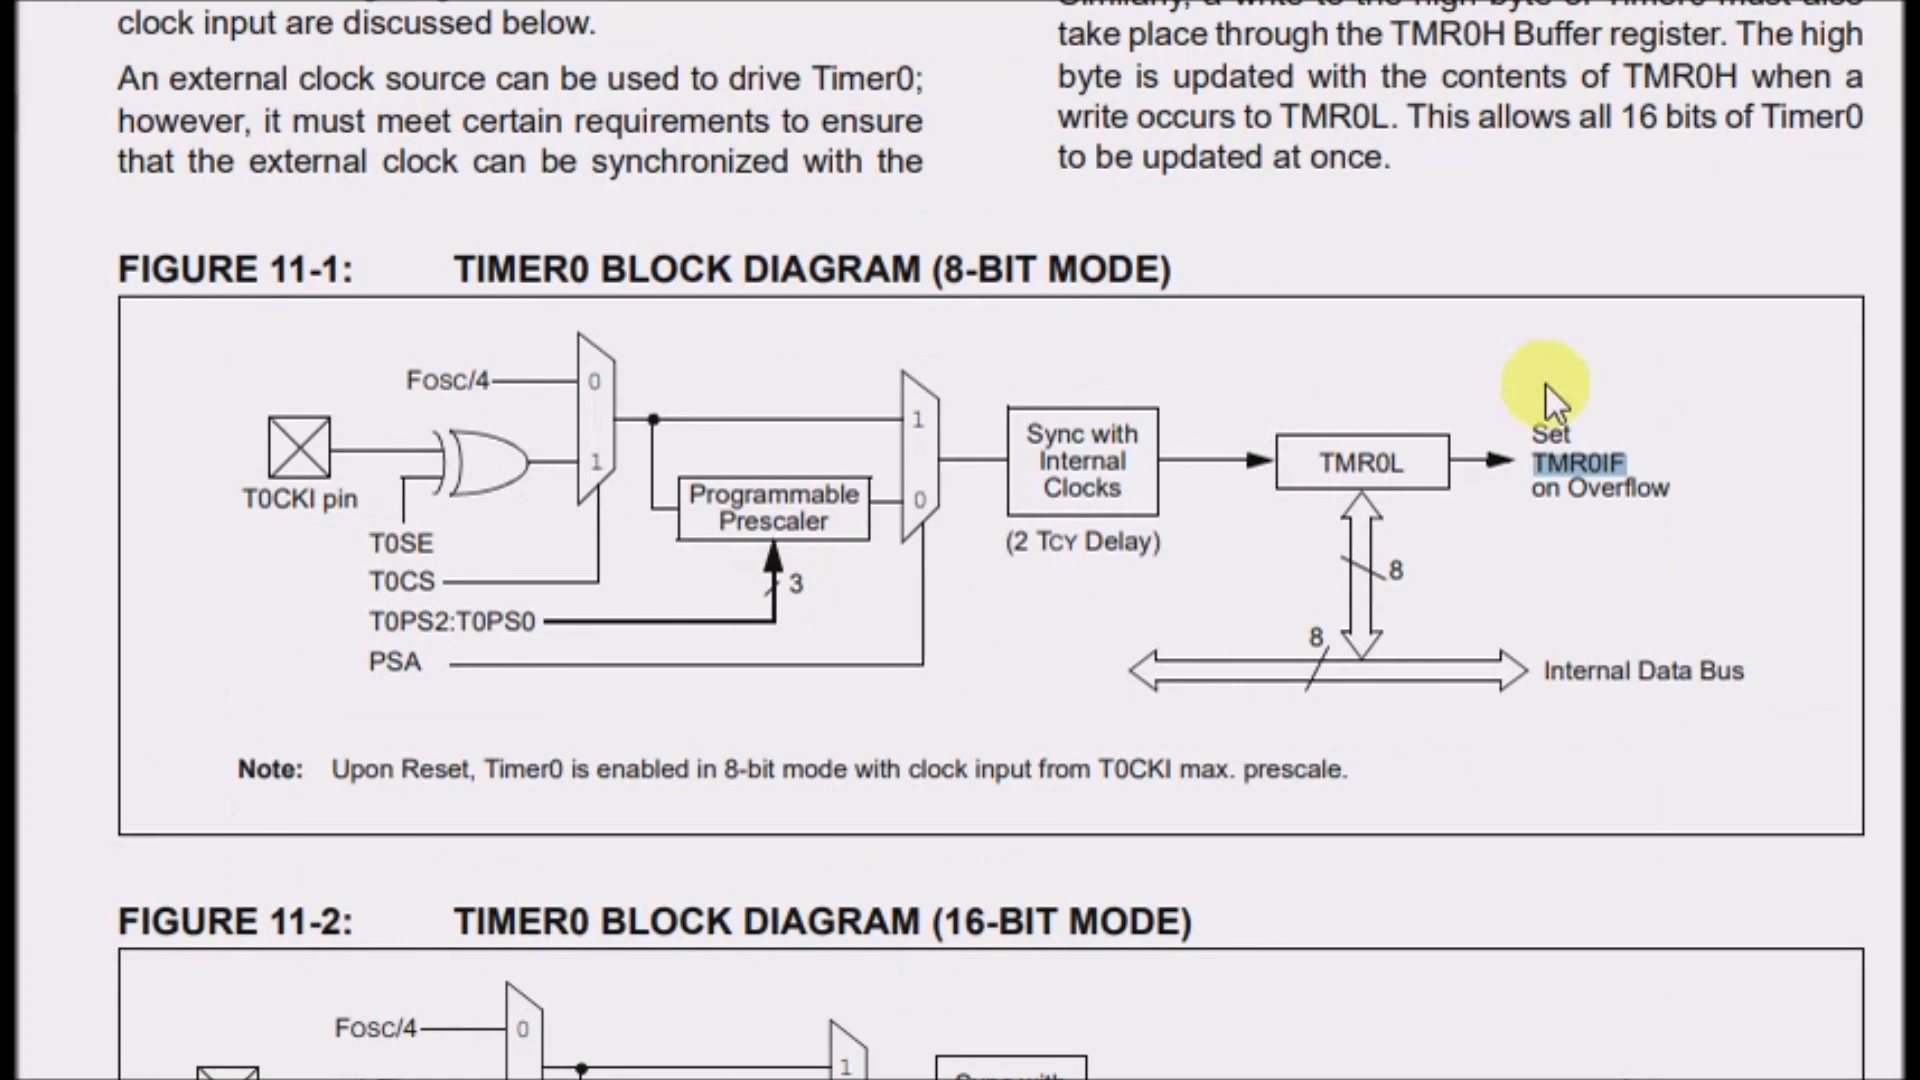 clock input are discussed below.
An external clock source can be used to drive Timer0;
however, it must meet certain requirements to ensure
that the external clock can be synchronized with the
take place through the TMR0H Buffer register. The high
byte is updated with the contents of TMR0H when a
write occurs to TMR0L. This allows all 16 bits of Timer0
to be updated at once.
FIGURE 11-1: TIMER0 BLOCK DIAGRAM (8-BIT MODE)
FOSC/4
0
1
T0CKI pin
T0SE
T0CS
T0PS2:T0PS0
PSA
Programmable
Prescaler
3
1
0
Sync with
Internal
Clocks
(2 TCY Delay)
TMR0L
Set
TMR0IF
on Overflow
8
8
Internal Data Bus
Note: Upon Reset, Timer0 is enabled in 8-bit mode with clock input from T0CKI max. prescale.
FIGURE 11-2: TIMER0 BLOCK DIAGRAM (16-BIT MODE)
FOSC/4
0
1